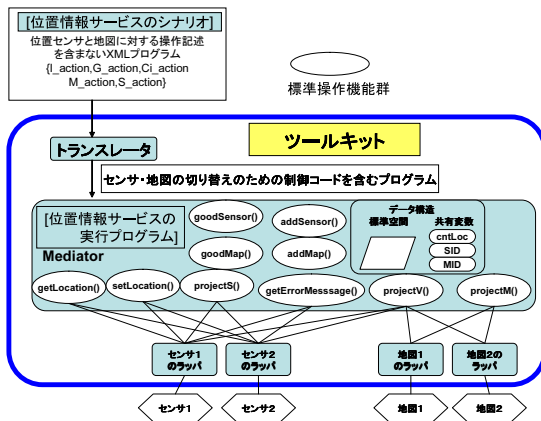 [位置情報サービスのシナリオ]
位置センサと地図に対する操作記述
を含まないXMLプログラム
{I_action,G_action,Ci_action
M_action,S_action}
標準操作機能群
ツールキット
トランスレータ
センサ・地図の切り替えのための制御コードを含むプログラム
[位置情報サービスの
実行プログラム]
Mediator
goodSensor()
addSensor()
データ構造
標準空間
共有変数
cntLoc
SID
MID
goodMap()
addMap()
getLocation()
setLocation()
projectS()
getErrorMesssage()
projectV()
projectM()
センサ1
のラッパ
センサ2
のラッパ
地図1
のラッパ
地図2の
ラッパ
センサ1
センサ2
地図1
地図2